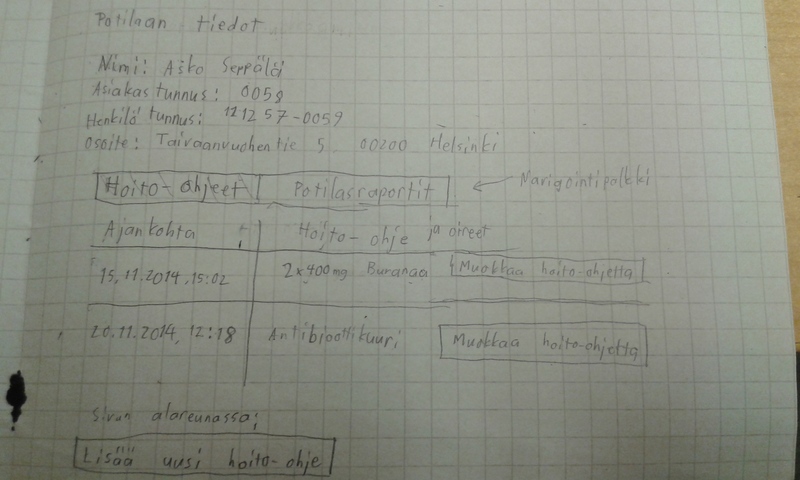 Potilaan tiedot
Nimi: Asko Seppälä
Asiakastunnus: 0059
Henkilötunnus: 121257-0059
Osoite: Taivaanvuohentie 5 00200 Helsinki
Hoito-ohjeet Potilasraportit ← Navigointipalkki
Ajankohta Hoito-ohje ja oireet
15.11.2014, 15:02 2x400mg Buranaa Muokkaa hoito-ohjetta
20.11.2014, 12:18 Antibioottikuuri Muokkaa hoito-ohjetta
Sivun alareunassa:
Lisää uusi hoito-ohje